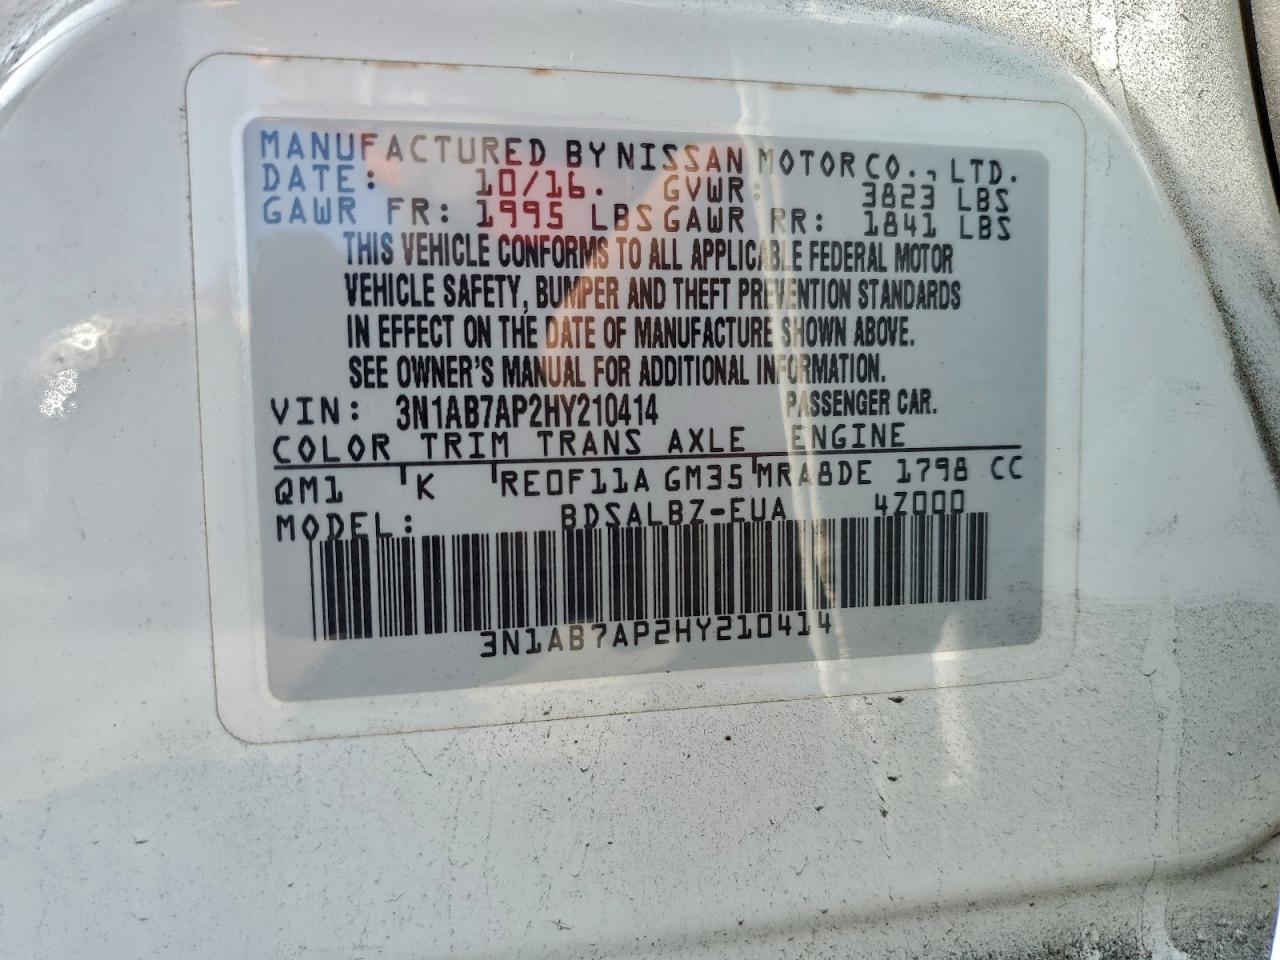 MANUFACTURED BY NISSAN MOTOR CO., LTD.
DATE: 10/16. GVWR: 3823 LBS
GAWR FR: 1995 LBS GAWR RR: 1841 LBS
THIS VEHICLE CONFORMS TO ALL APPLICABLE FEDERAL MOTOR
VEHICLE SAFETY, BUMPER AND THEFT PREVENTION STANDARDS
IN EFFECT ON THE DATE OF MANUFACTURE SHOWN ABOVE.
SEE OWNER'S MANUAL FOR ADDITIONAL INFORMATION.
VIN: 3N1AB7AP2HY210414 PASSENGER CAR.
COLOR TRIM TRANS AXLE ENGINE
QM1 K RE0F11A GM35 MRA8DE 1798 CC
MODEL: BDSALBZ-EUA 4Z000
3N1AB7AP2HY210414